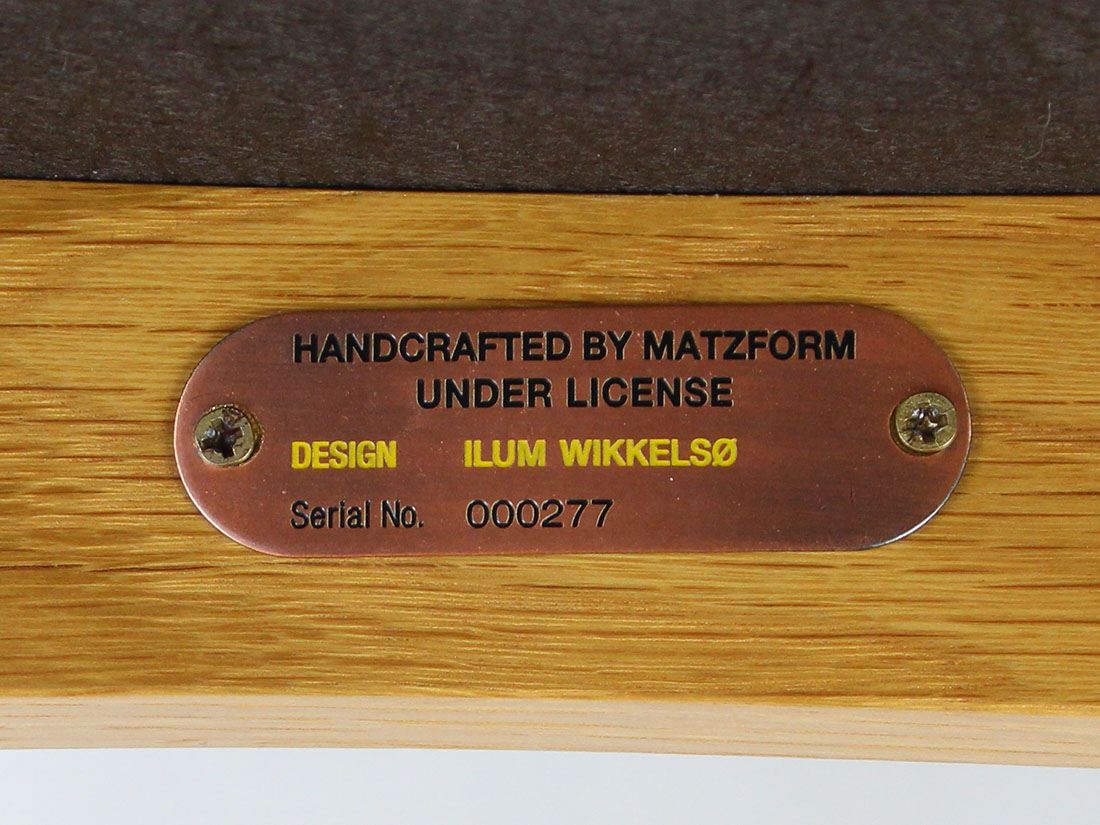 HANDCRAFTED BY MATZFORM
UNDER LICENSE
DESIGN ILUM WIKKELSØ
Serial No. 000277